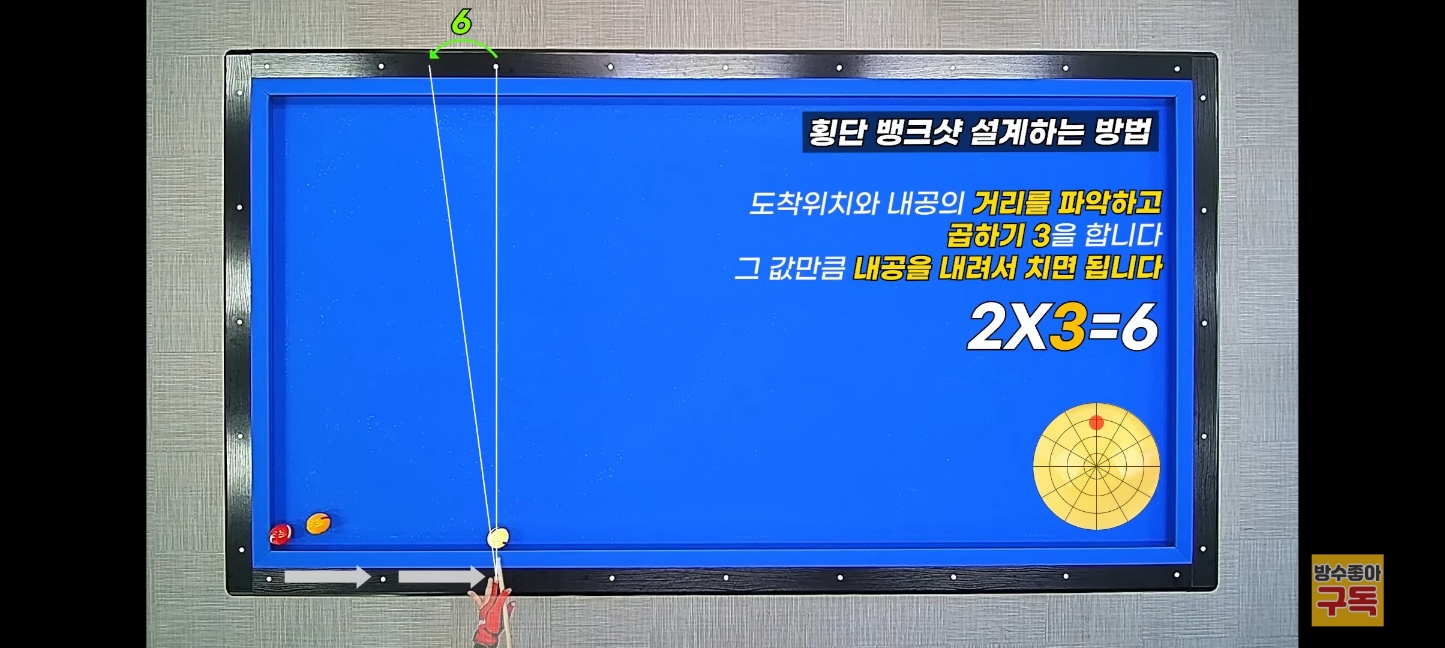 6
횡단 뱅크샷 설계하는 방법
도착위치와 내공의 거리를 파악하고
곱하기 3을 합니다
그 값만큼 내공을 내려서 치면 됩니다
2X3=6
방수좋아
구독